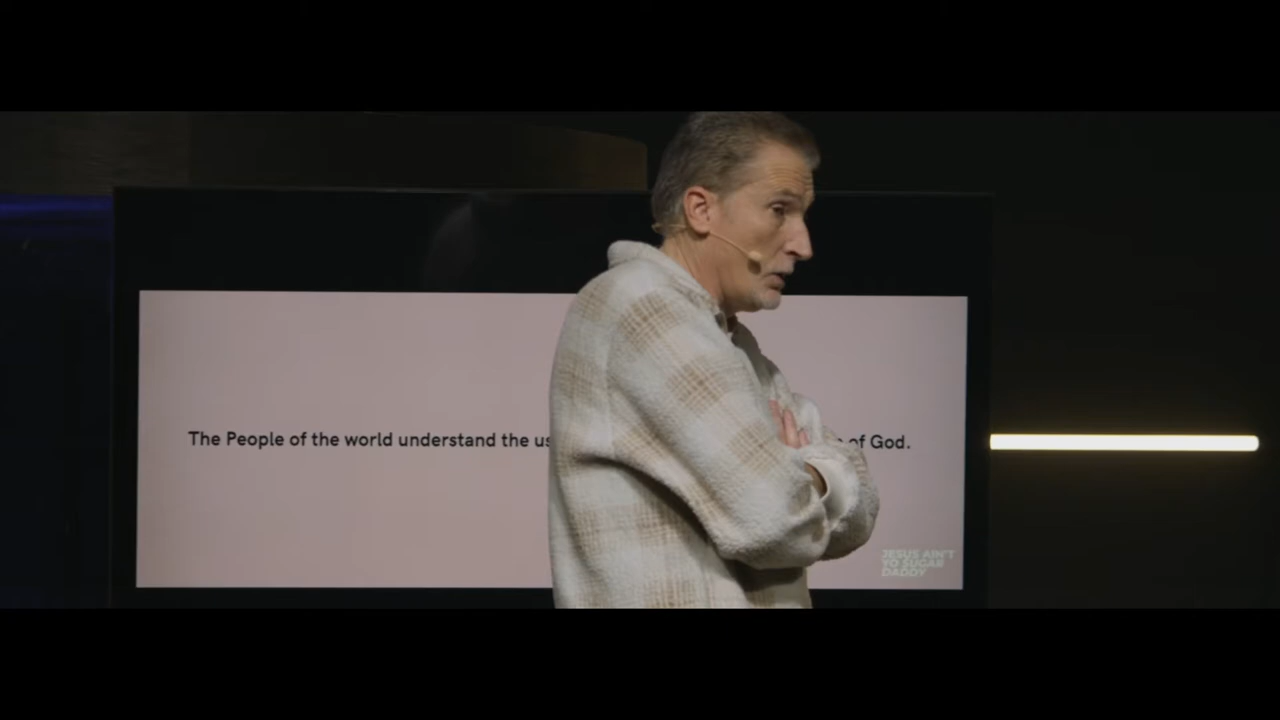 The People of the world understand the us of God.
JESUS AIN'T
YO SUGAR
DADDY